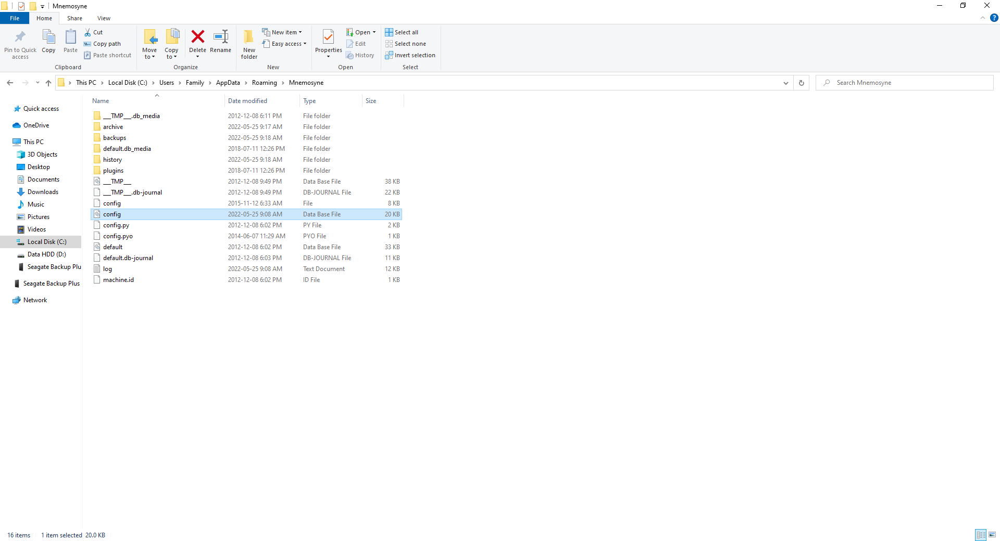 Mnemosyne
File Home Share View
Pin to Quick access
Copy
Paste
Cut
Copy path
Paste shortcut
Clipboard
Move to
Copy to
Delete
Rename
Organize
New folder
New item
Easy access
New
Properties
Open
Edit
History
Open
Select all
Select none
Invert selection
Select
This PC > Local Disk (C:) > Users > Family > AppData > Roaming > Mnemosyne
Search Mnemosyne
Quick access
OneDrive
This PC
3D Objects
Desktop
Documents
Downloads
Music
Pictures
Videos
Local Disk (C:)
Data HDD (D:)
Seagate Backup Plu
Seagate Backup Plus
Network
Name Date modified Type Size
___TMP___.db_media 2012-12-08 6:11 PM File folder
archive 2022-05-25 9:17 AM File folder
backups 2022-05-25 9:18 AM File folder
default.db_media 2018-07-11 12:26 PM File folder
history 2022-05-25 9:18 AM File folder
plugins 2018-07-11 12:26 PM File folder
___TMP___ 2012-12-08 9:49 PM Data Base File 38 KB
___TMP___.db-journal 2012-12-08 9:49 PM DB-JOURNAL File 22 KB
config 2015-11-12 6:33 AM File 8 KB
config 2022-05-25 9:08 AM Data Base File 20 KB
config.py 2012-12-08 6:02 PM PY File 2 KB
config.pyo 2014-06-07 11:29 AM PYO File 1 KB
default 2012-12-08 6:02 PM Data Base File 33 KB
default.db-journal 2012-12-08 6:03 PM DB-JOURNAL File 11 KB
log 2022-05-25 9:08 AM Text Document 12 KB
machine.id 2012-12-08 6:02 PM ID File 1 KB
16 items 1 item selected 20.0 KB